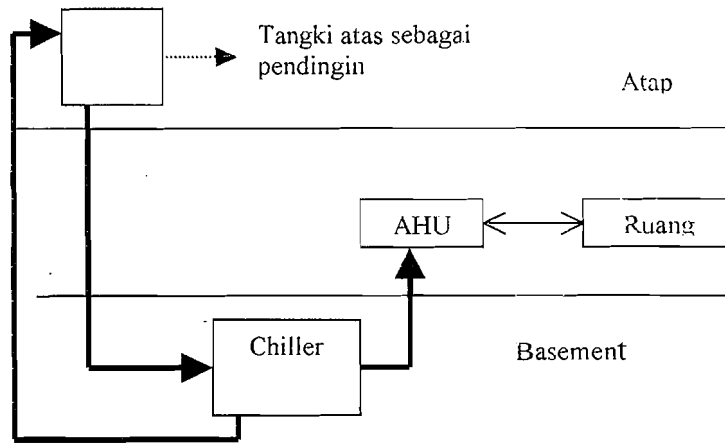 Tangki atas sebagai
pendingin
Atap
AHU
Ruang
Chiller
Basement